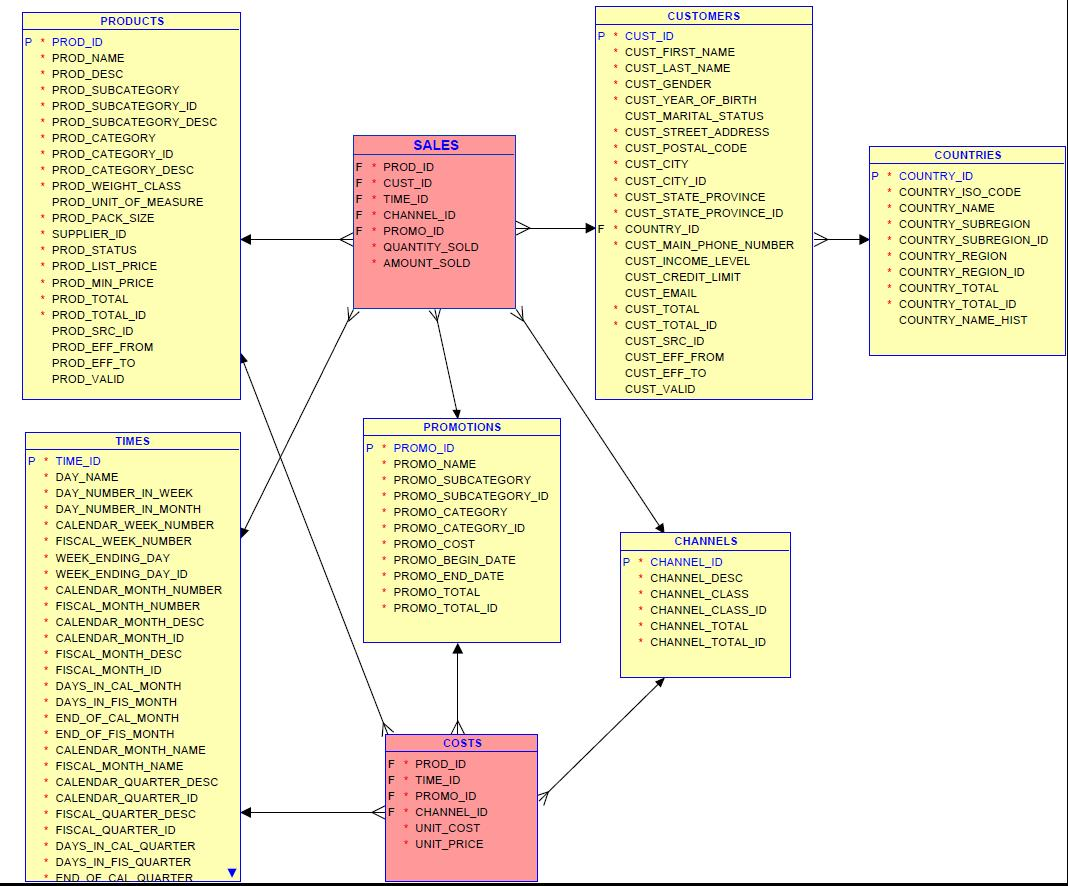 PRODUCTS
P * PROD_ID
* PROD_NAME
* PROD_DESC
* PROD_SUBCATEGORY
* PROD_SUBCATEGORY_ID
* PROD_SUBCATEGORY_DESC
* PROD_CATEGORY
* PROD_CATEGORY_ID
* PROD_CATEGORY_DESC
* PROD_WEIGHT_CLASS
PROD_UNIT_OF_MEASURE
* PROD_PACK_SIZE
* SUPPLIER_ID
* PROD_STATUS
* PROD_LIST_PRICE
* PROD_MIN_PRICE
* PROD_TOTAL
* PROD_TOTAL_ID
PROD_SRC_ID
PROD_EFF_FROM
PROD_EFF_TO
PROD_VALID
SALES
F * PROD_ID
F * CUST_ID
F * TIME_ID
F * CHANNEL_ID
F * PROMO_ID
* QUANTITY_SOLD
* AMOUNT_SOLD
CUSTOMERS
P * CUST_ID
* CUST_FIRST_NAME
* CUST_LAST_NAME
* CUST_GENDER
* CUST_YEAR_OF_BIRTH
CUST_MARITAL_STATUS
* CUST_STREET_ADDRESS
* CUST_POSTAL_CODE
* CUST_CITY
* CUST_CITY_ID
* CUST_STATE_PROVINCE
* CUST_STATE_PROVINCE_ID
F * COUNTRY_ID
* CUST_MAIN_PHONE_NUMBER
CUST_INCOME_LEVEL
CUST_CREDIT_LIMIT
CUST_EMAIL
* CUST_TOTAL
* CUST_TOTAL_ID
CUST_SRC_ID
CUST_EFF_FROM
CUST_EFF_TO
CUST_VALID
COUNTRIES
P * COUNTRY_ID
* COUNTRY_ISO_CODE
* COUNTRY_NAME
* COUNTRY_SUBREGION
* COUNTRY_SUBREGION_ID
* COUNTRY_REGION
* COUNTRY_REGION_ID
* COUNTRY_TOTAL
* COUNTRY_TOTAL_ID
COUNTRY_NAME_HIST
TIMES
P * TIME_ID
* DAY_NAME
* DAY_NUMBER_IN_WEEK
* DAY_NUMBER_IN_MONTH
* CALENDAR_WEEK_NUMBER
* FISCAL_WEEK_NUMBER
* WEEK_ENDING_DAY
* WEEK_ENDING_DAY_ID
* CALENDAR_MONTH_NUMBER
* FISCAL_MONTH_NUMBER
* CALENDAR_MONTH_DESC
* CALENDAR_MONTH_ID
* FISCAL_MONTH_DESC
* FISCAL_MONTH_ID
* DAYS_IN_CAL_MONTH
* DAYS_IN_FIS_MONTH
* END_OF_CAL_MONTH
* END_OF_FIS_MONTH
* CALENDAR_MONTH_NAME
* FISCAL_MONTH_NAME
* CALENDAR_QUARTER_DESC
* CALENDAR_QUARTER_ID
* FISCAL_QUARTER_DESC
* FISCAL_QUARTER_ID
* DAYS_IN_CAL_QUARTER
* DAYS_IN_FIS_QUARTER
* END_OF_CAL_QUARTER
PROMOTIONS
P * PROMO_ID
* PROMO_NAME
* PROMO_SUBCATEGORY
* PROMO_SUBCATEGORY_ID
* PROMO_CATEGORY
* PROMO_CATEGORY_ID
* PROMO_COST
* PROMO_BEGIN_DATE
* PROMO_END_DATE
* PROMO_TOTAL
* PROMO_TOTAL_ID
CHANNELS
P * CHANNEL_ID
* CHANNEL_DESC
* CHANNEL_CLASS
* CHANNEL_CLASS_ID
* CHANNEL_TOTAL
* CHANNEL_TOTAL_ID
COSTS
F * PROD_ID
F * TIME_ID
F * PROMO_ID
F * CHANNEL_ID
* UNIT_COST
* UNIT_PRICE